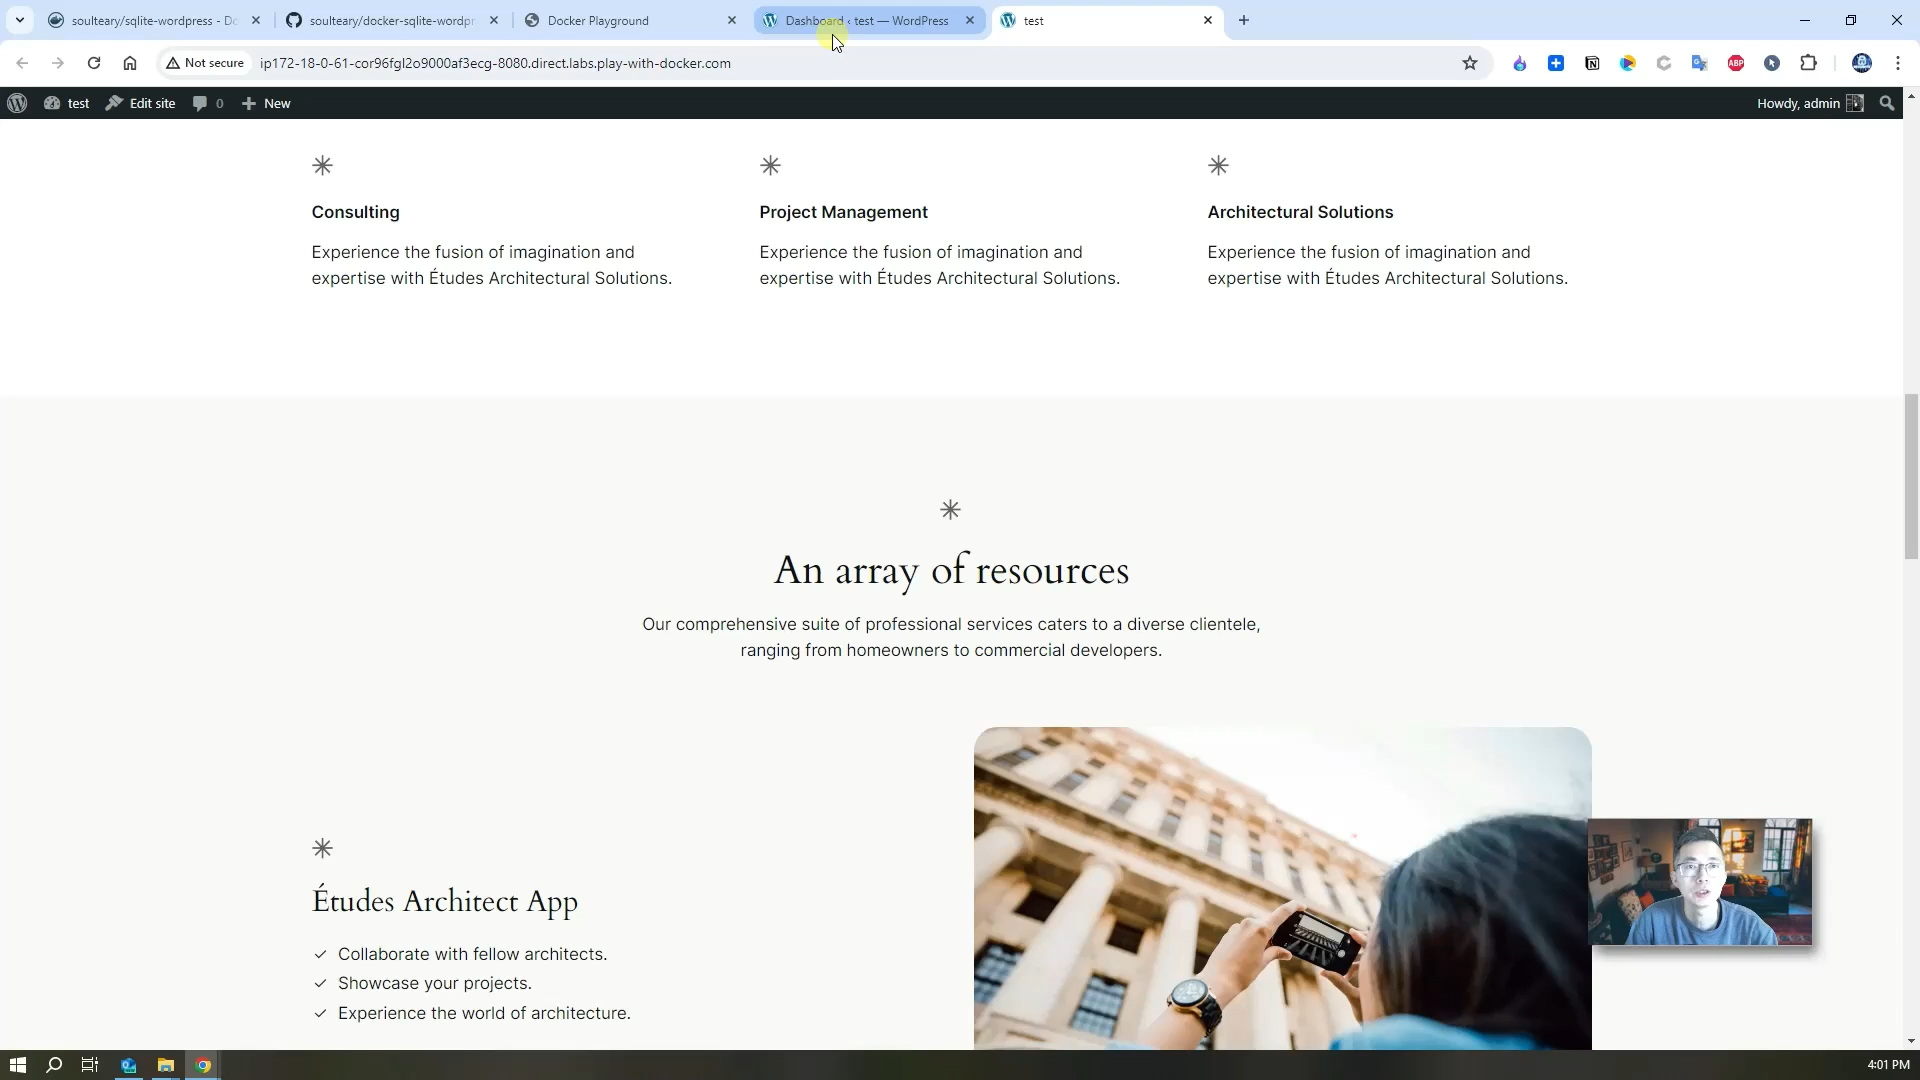 soulteary/sqlite-wordpress - Do
soulteary/docker-sqlite-wordpr
Docker Playground
Dashboard ‹ test — WordPress
test
Not secure
ip172-18-0-61-cor96fgl2o9000af3ecg-8080.direct.labs.play-with-docker.com
ABP
test
Edit site
0
New
Howdy, admin
Consulting
Experience the fusion of imagination and
expertise with Études Architectural Solutions.
Project Management
Experience the fusion of imagination and
expertise with Études Architectural Solutions.
Architectural Solutions
Experience the fusion of imagination and
expertise with Études Architectural Solutions.
An array of resources
Our comprehensive suite of professional services caters to a diverse clientele,
ranging from homeowners to commercial developers.
Études Architect App
Collaborate with fellow architects.
Showcase your projects.
Experience the world of architecture.
4:01 PM